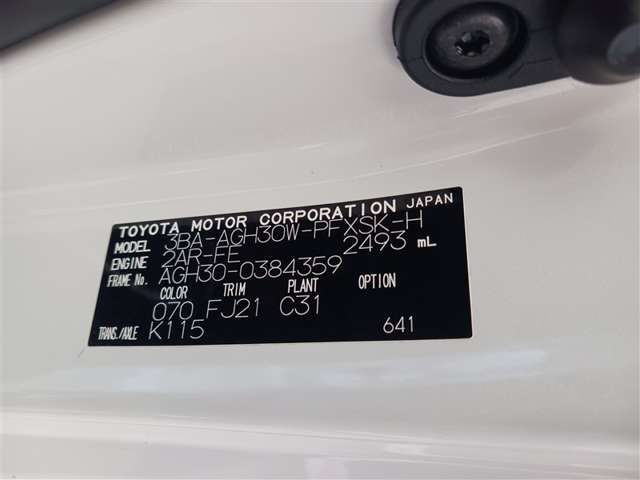 TOYOTA MOTOR CORPORATION JAPAN
MODEL 3BA-AGH30W-PFXSK-H
ENGINE 2AR-FE 2493 mL
FRAME No. AGH30-0384359
COLOR TRIM PLANT OPTION
070 FJ21 C31
TRANS./AXLE K115 641